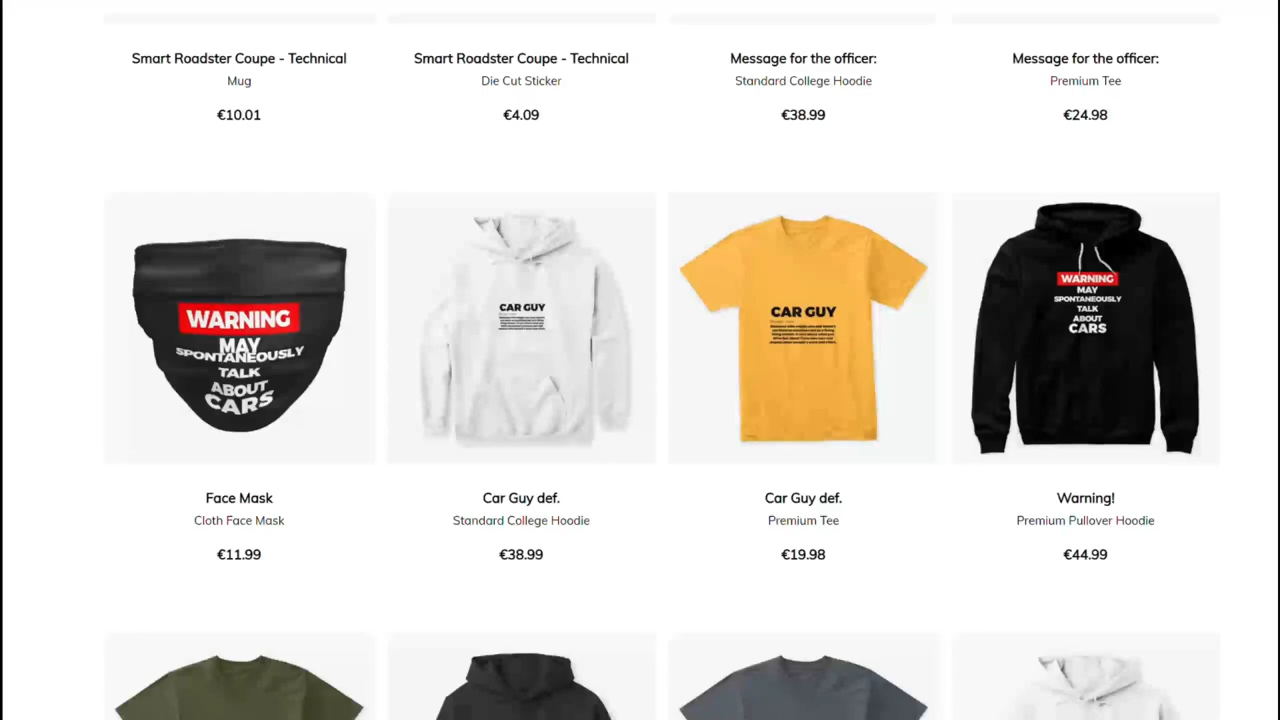 Smart Roadster Coupe - Technical
Mug
€10.01
Smart Roadster Coupe - Technical
Die Cut Sticker
€4.09
Message for the officer:
Standard College Hoodie
€38.99
Message for the officer:
Premium Tee
€24.98
WARNING
MAY
SPONTANEOUSLY
TALK
ABOUT
CARS
Face Mask
Cloth Face Mask
€11.99
CAR GUY
Car Guy def.
Standard College Hoodie
€38.99
CAR GUY
Car Guy def.
Premium Tee
€19.98
WARNING
MAY
SPONTANEOUSLY
TALK
ABOUT
CARS
Warning!
Premium Pullover Hoodie
€44.99